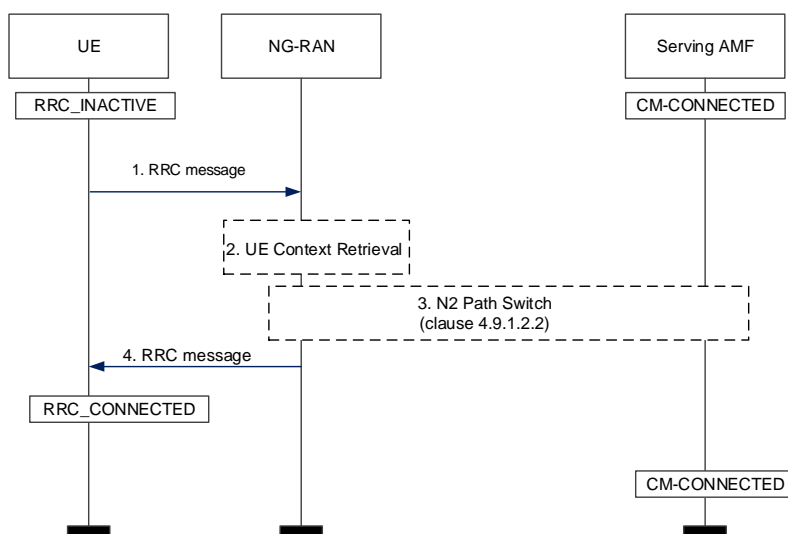 UE
NG-RAN
Serving AMF
RRC_INACTIVE
CM-CONNECTED
1. RRC message
2. UE Context Retrieval
3. N2 Path Switch
(clause 4.9.1.2.2)
4. RRC message
RRC_CONNECTED
CM-CONNECTED